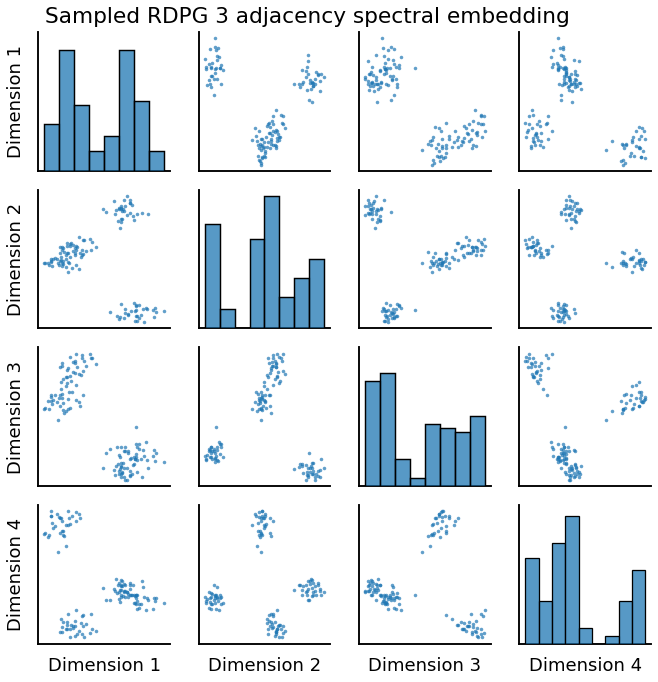 Sampled RDPG 3 adjacency spectral embedding
Dimension 1
Dimension 2
Dimension 3
Dimension 4
Dimension 1 Dimension 2 Dimension 3 Dimension 4